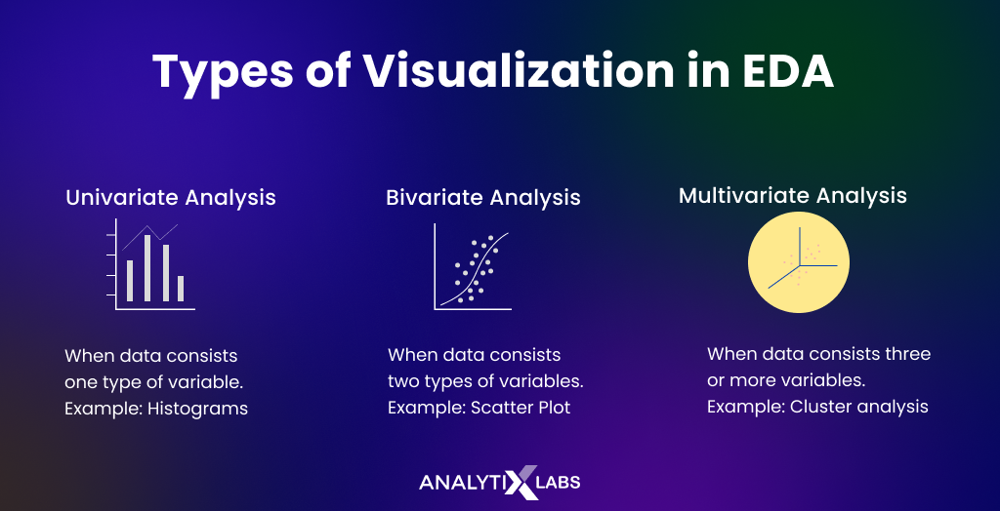 Types of Visualization in EDA
Univariate Analysis
When data consists
one type of variable.
Example: Histograms
Bivariate Analysis
When data consists
two types of variables.
Example: Scatter Plot
Multivariate Analysis
When data consists three
or more variables.
Example: Cluster analysis
ANALYTIX LABS